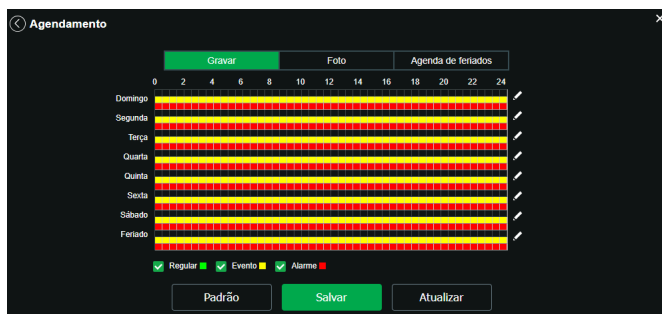 Agendamento
Gravar Foto Agenda de feriados
0 2 4 6 8 10 12 14 16 18 20 22 24
Domingo
Segunda
Terça
Quarta
Quinta
Sexta
Sábado
Feriado
Regular Evento Alarme
Padrão Salvar Atualizar